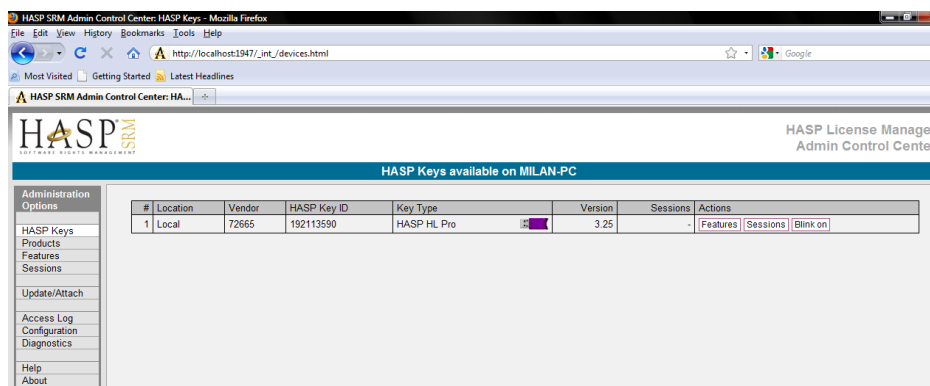 HASP SRM Admin Control Center: HASP Keys - Mozilla Firefox
File Edit View History Bookmarks Tools Help
http://localhost:1947/_int_/devices.html
Google
Most Visited Getting Started Latest Headlines
HASP SRM Admin Control Center: HA...
HASP SRM
SOFTWARE RIGHTS MANAGEMENT
HASP License Manage
Admin Control Cente
HASP Keys available on MILAN-PC
Administration
Options
HASP Keys
Products
Features
Sessions
Update/Attach
Access Log
Configuration
Diagnostics
Help
About
# Location Vendor HASP Key ID Key Type Version Sessions Actions
1 Local 72665 192113590 HASP HL Pro 3.25 - Features Sessions Blink on